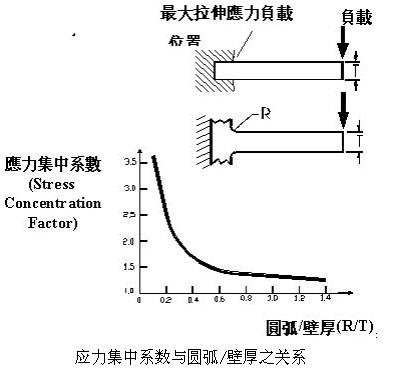 最大拉伸應力負載
位置
負載
T
R
T
應力集中系數
(Stress
Concentration
Factor)
3.5
3.0
2.5
2.0
1.5
1.0
0 0.2 0.4 0.6 0.8 1.0 1.2 1.4
圓弧/壁厚(R/T)
应力集中系数与圆弧/壁厚之关系